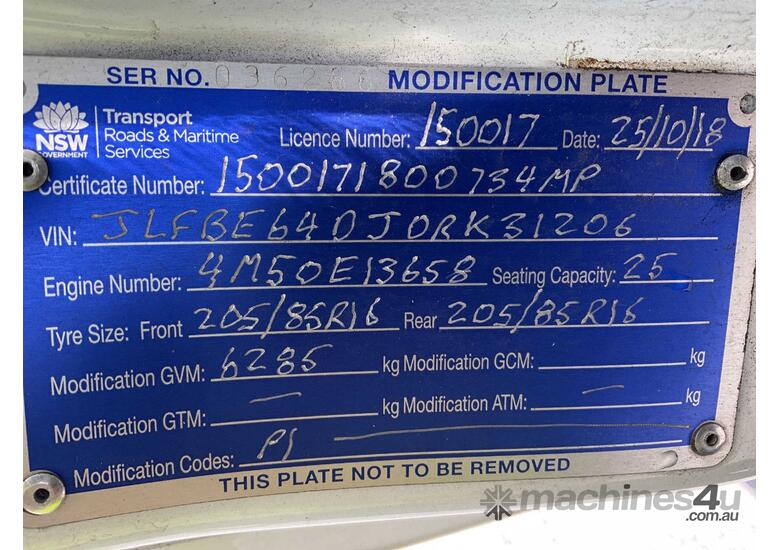 SER NO. MODIFICATION PLATE
NSW GOVERNMENT
Transport
Roads & Maritime
Services
Licence Number: 150017 Date: 25/10/18
Certificate Number: 1500171800734MP
VIN: JLFBE64DJ0RK31206
Engine Number: 4M50E13658 Seating Capacity: 25
Tyre Size: Front 205/85R16 Rear 205/85R16
Modification GVM: 6285 kg Modification GCM: kg
Modification GTM: — kg Modification ATM: — kg
Modification Codes: P1
THIS PLATE NOT TO BE REMOVED
machines4u
.com.au